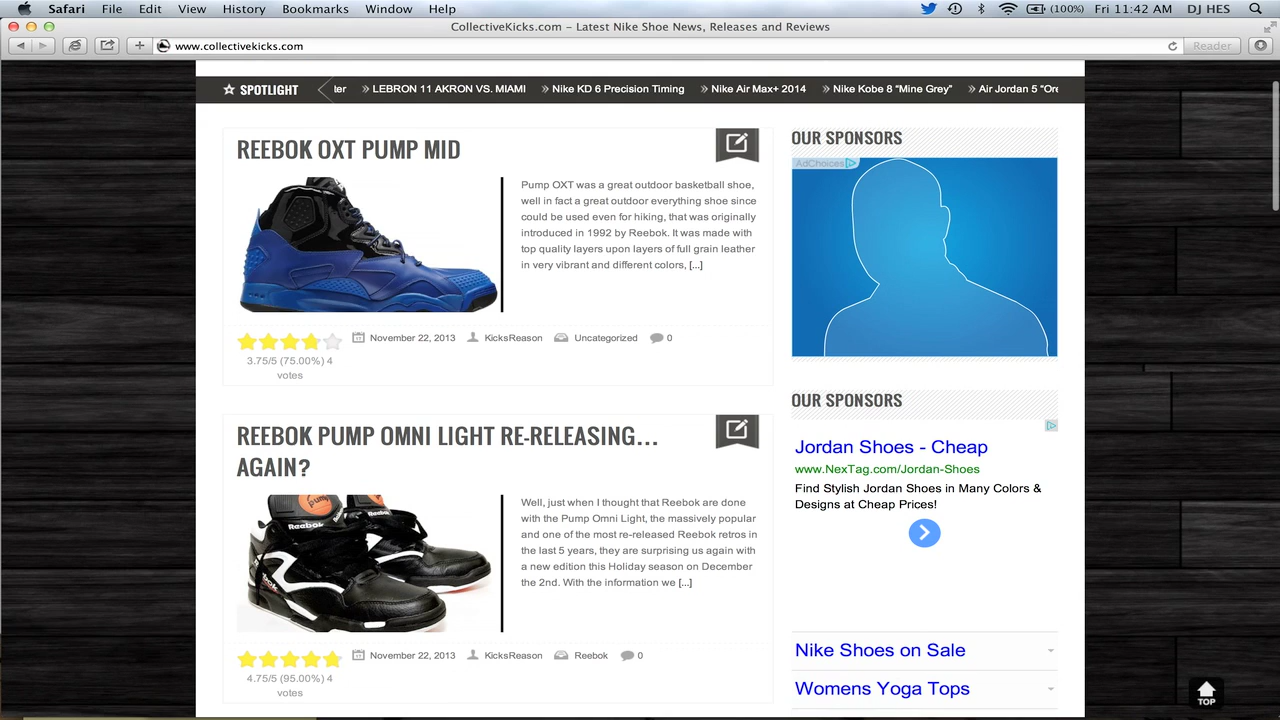 Safari File Edit View History Bookmarks Window Help (100%) Fri 11:42 AM DJ HES
CollectiveKicks.com – Latest Nike Shoe News, Releases and Reviews
www.collectivekicks.com Reader
SPOTLIGHT ler » LEBRON 11 AKRON VS. MIAMI » Nike KD 6 Precision Timing » Nike Air Max+ 2014 » Nike Kobe 8 "Mine Grey" » Air Jordan 5 "Ore
REEBOK OXT PUMP MID
Pump OXT was a great outdoor basketball shoe,
well in fact a great outdoor everything shoe since
could be used even for hiking, that was originally
introduced in 1992 by Reebok. It was made with
top quality layers upon layers of full grain leather
in very vibrant and different colors, [...]
November 22, 2013 KicksReason Uncategorized 0
3.75/5 (75.00%) 4
votes
REEBOK PUMP OMNI LIGHT RE-RELEASING…
AGAIN?
pump
Reebok
Reebok
Well, just when I thought that Reebok are done
with the Pump Omni Light, the massively popular
and one of the most re-released Reebok retros in
the last 5 years, they are surprising us again with
a new edition this Holiday season on December
the 2nd. With the information we [...]
November 22, 2013 KicksReason Reebok 0
4.75/5 (95.00%) 4
votes
OUR SPONSORS
AdChoices
OUR SPONSORS
Jordan Shoes - Cheap
www.NexTag.com/Jordan-Shoes
Find Stylish Jordan Shoes in Many Colors &
Designs at Cheap Prices!
Nike Shoes on Sale
Womens Yoga Tops
TOP